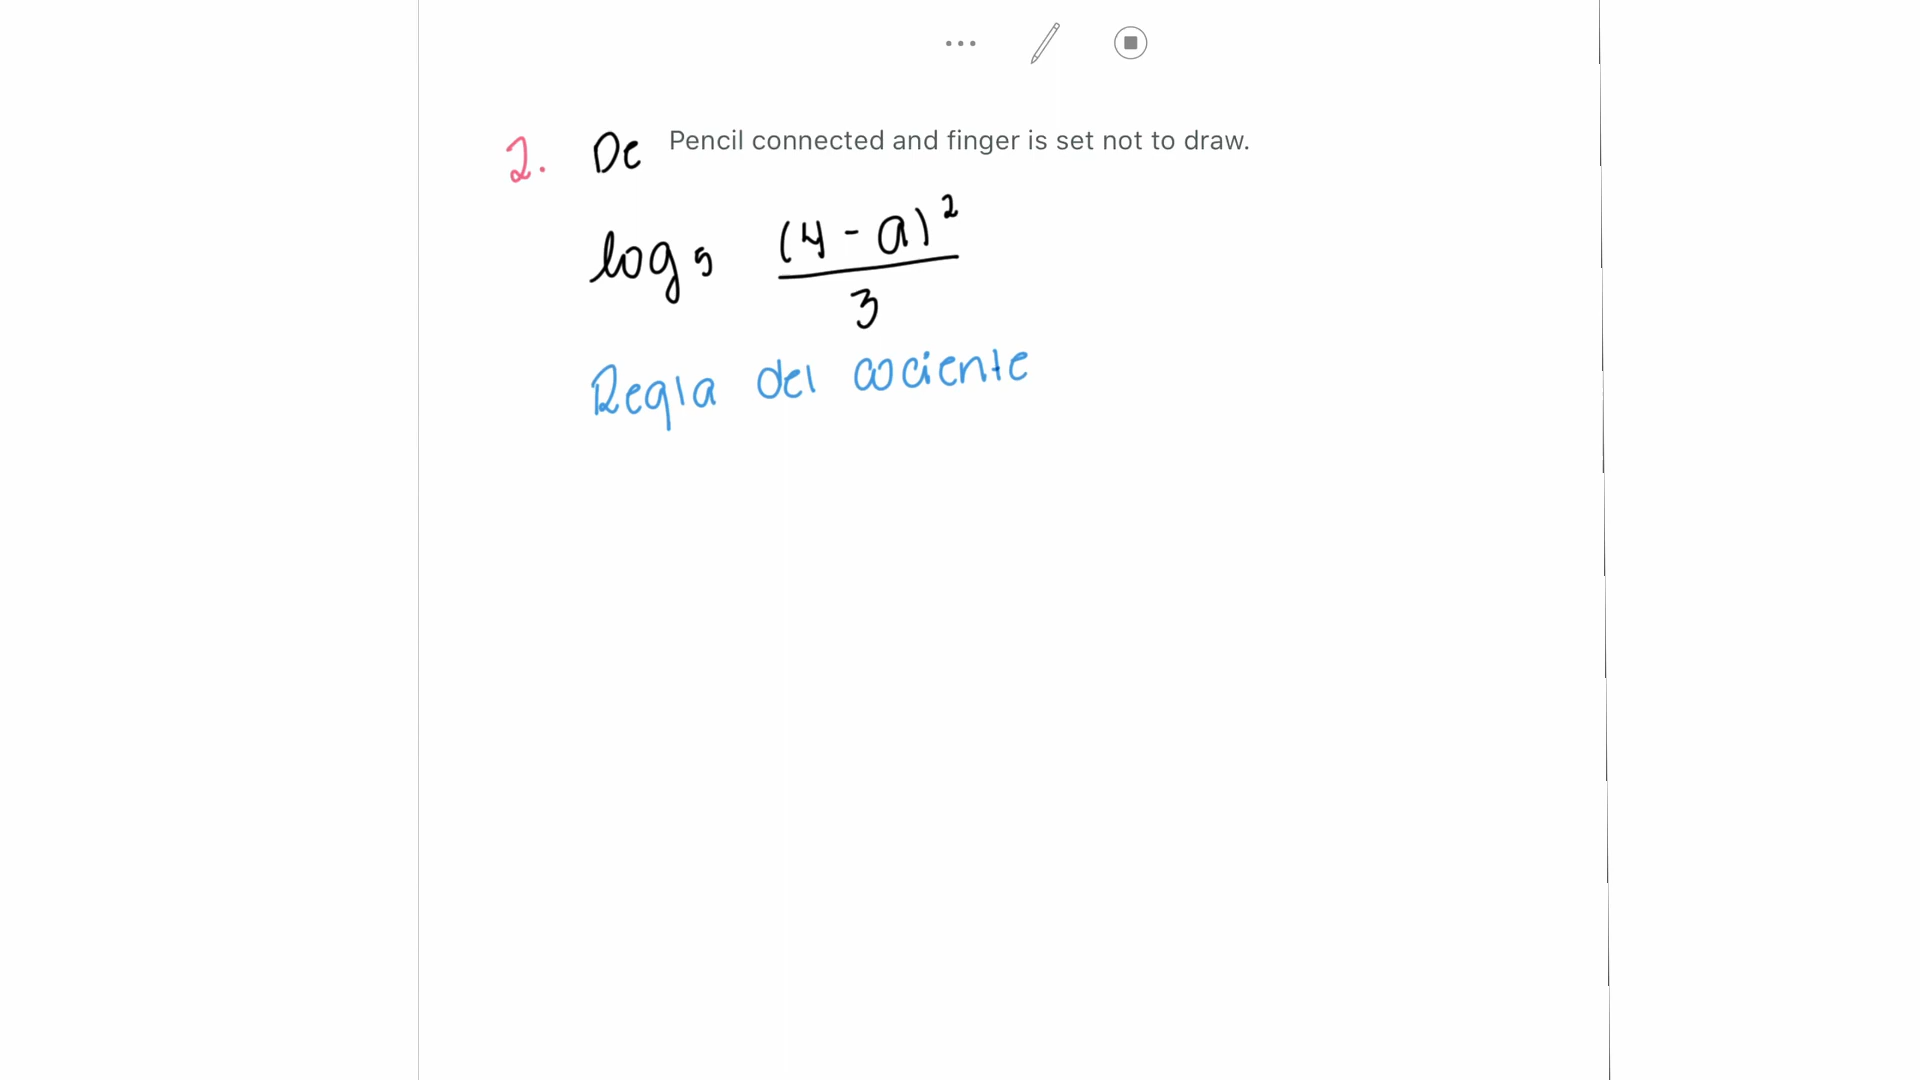 2. De
Pencil connected and finger is set not to draw.
log₅ (4-a)²
3
Regla del cociente